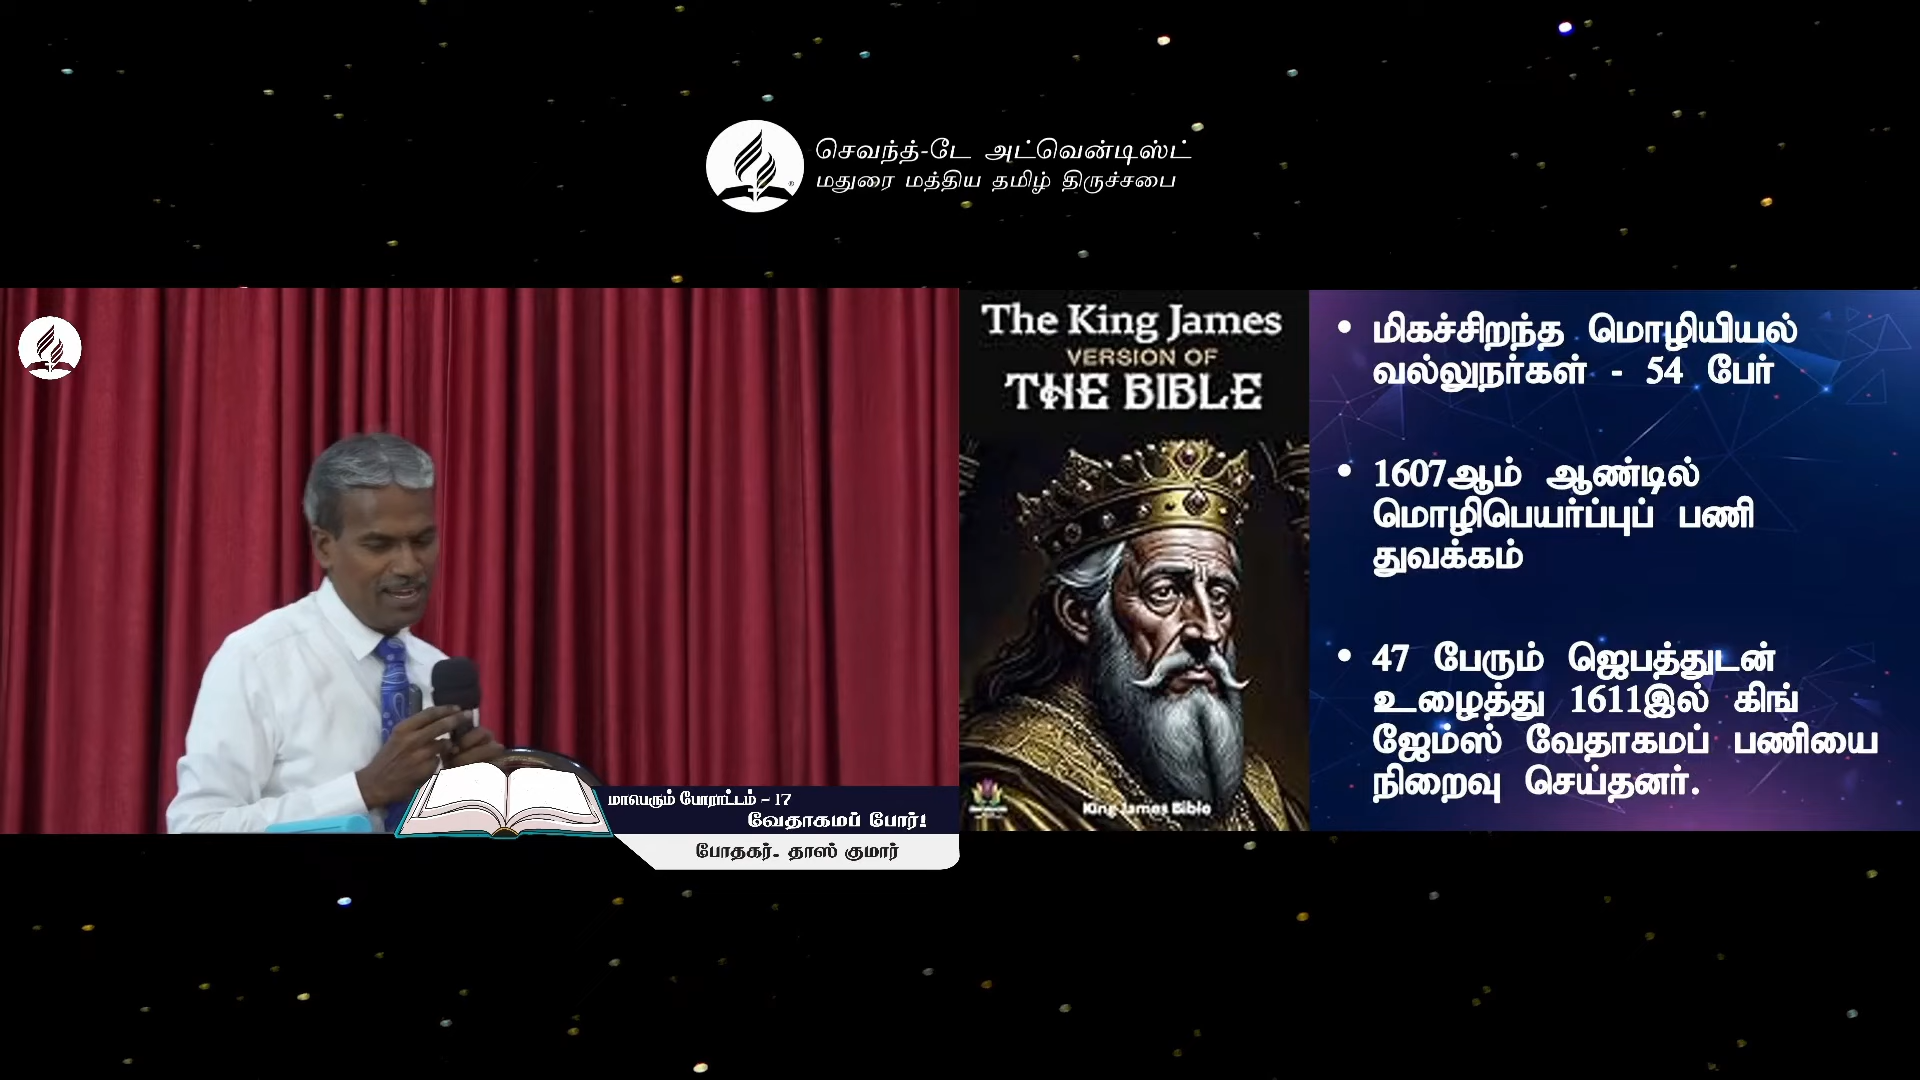 செவந்த்-டே அட்வென்டிஸ்ட்
மதுரை மத்திய தமிழ் திருச்சபை
The King James
VERSION OF
THE BIBLE
King James Bible
• மிகச்சிறந்த மொழியியல்
வல்லுநர்கள் - 54 பேர்
• 1607ஆம் ஆண்டில்
மொழிபெயர்ப்புப் பணி
துவக்கம்
• 47 பேரும் ஜெபத்துடன்
உழைத்து 1611இல் கிங்
ஜேம்ஸ் வேதாகமப் பணியை
நிறைவு செய்தனர்.
மாபெரும் போராட்டம் - 17
வேதாகமப் போர்!
போதகர். தாஸ் குமார்